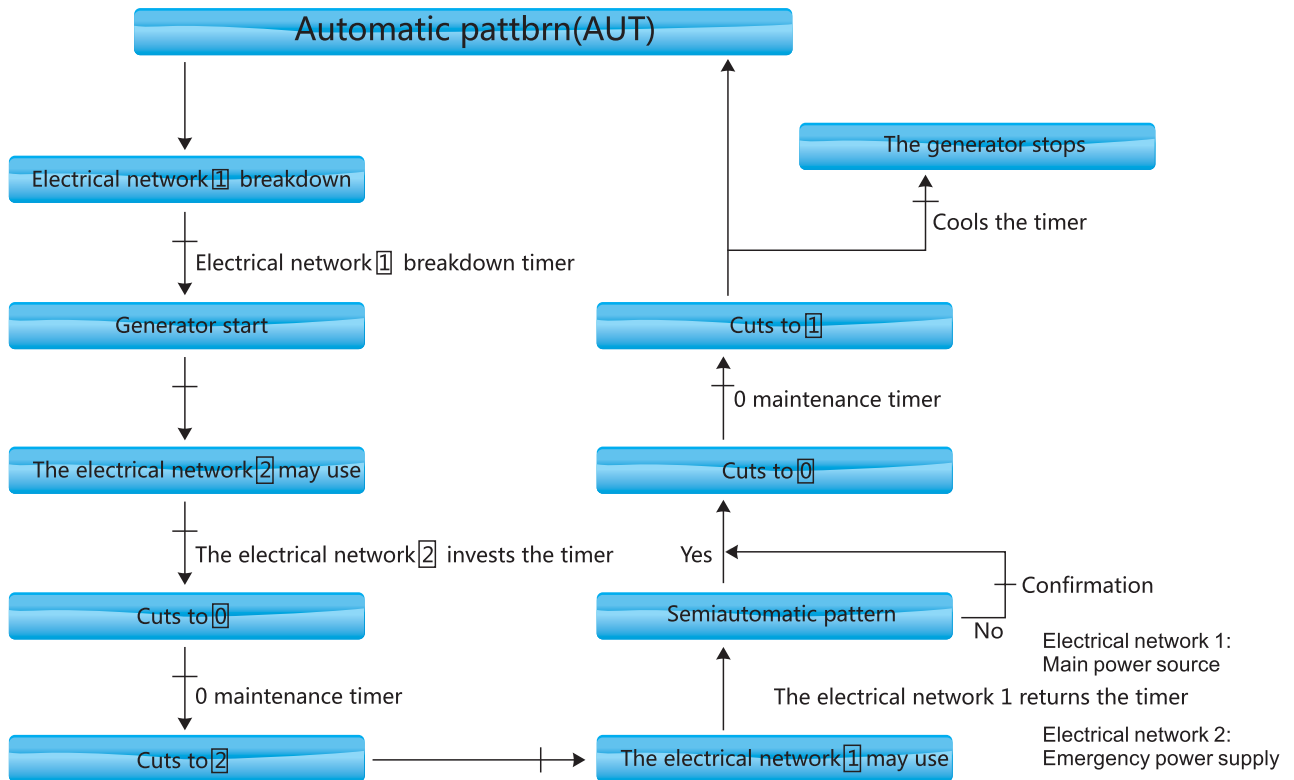 Automatic pattbrn(AUT)
Electrical network 1 breakdown
Electrical network 1 breakdown timer
Generator start
The electrical network 2 may use
The electrical network 2 invests the timer
Cuts to 0
0 maintenance timer
Cuts to 2
The generator stops
Cools the timer
Cuts to 1
0 maintenance timer
Cuts to 0
Yes
Confirmation
Semiautomatic pattern
No
The electrical network 1 returns the timer
The electrical network 1 may use
Electrical network 1:
Main power source
Electrical network 2:
Emergency power supply